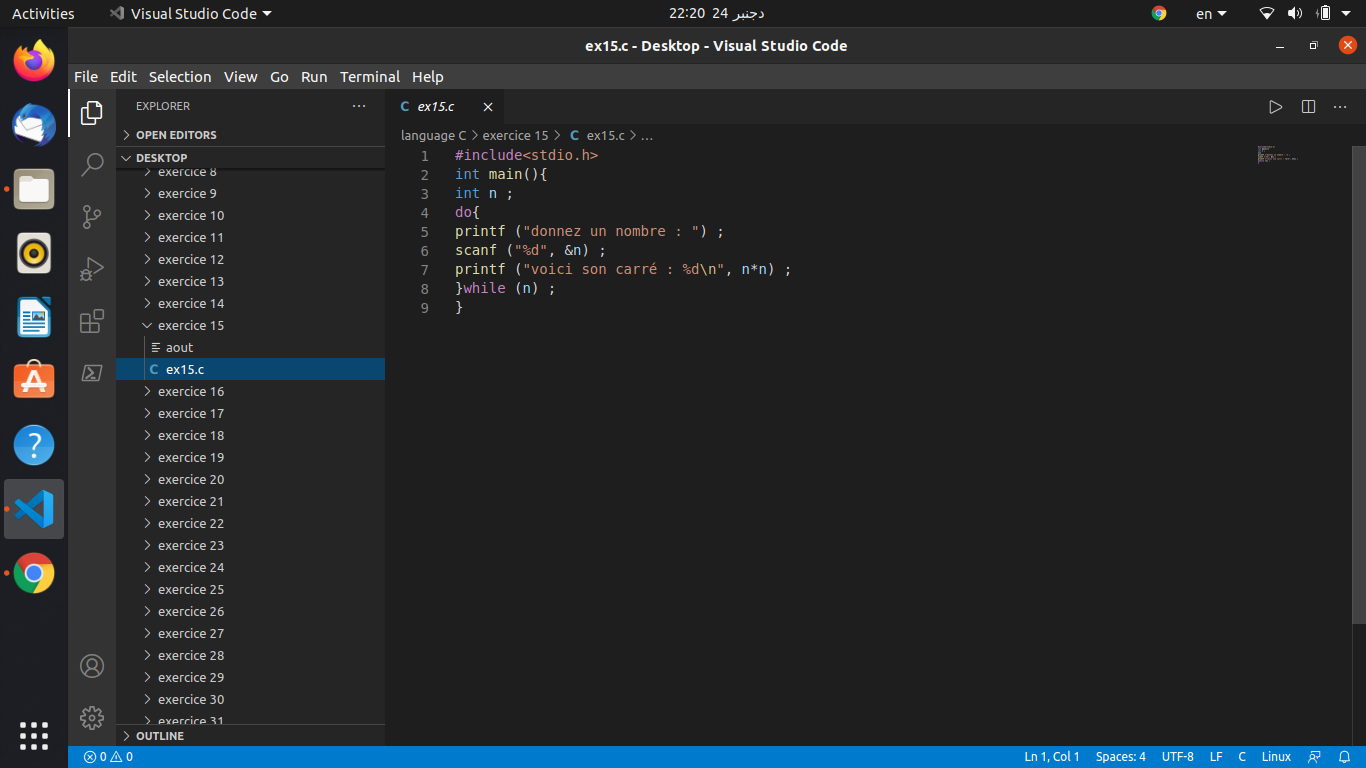 Activities
Visual Studio Code
22:20 24 دجنبر
en
ex15.c - Desktop - Visual Studio Code
File Edit Selection View Go Run Terminal Help
EXPLORER
OPEN EDITORS
DESKTOP
exercice 8
exercice 9
exercice 10
exercice 11
exercice 12
exercice 13
exercice 14
exercice 15
aout
C ex15.c
exercice 16
exercice 17
exercice 18
exercice 19
exercice 20
exercice 21
exercice 22
exercice 23
exercice 24
exercice 25
exercice 26
exercice 27
exercice 28
exercice 29
exercice 30
exercice 31
OUTLINE
C ex15.c
language C > exercice 15 > C ex15.c > ...
1 #include<stdio.h>
2 int main(){
3 int n ;
4 do{
5 printf ("donnez un nombre : ") ;
6 scanf ("%d", &n) ;
7 printf ("voici son carré : %d\n", n*n) ;
8 }while (n) ;
9 }
0 0
Ln 1, Col 1
Spaces: 4
UTF-8
LF
C
Linux